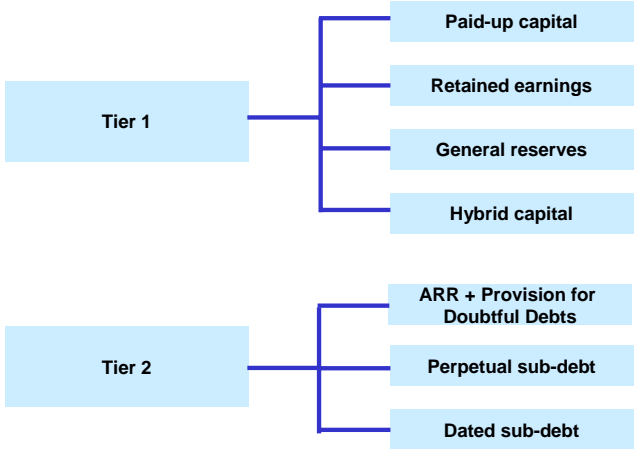 Tier 1
Paid-up capital
Retained earnings
General reserves
Hybrid capital
Tier 2
ARR + Provision for
Doubtful Debts
Perpetual sub-debt
Dated sub-debt